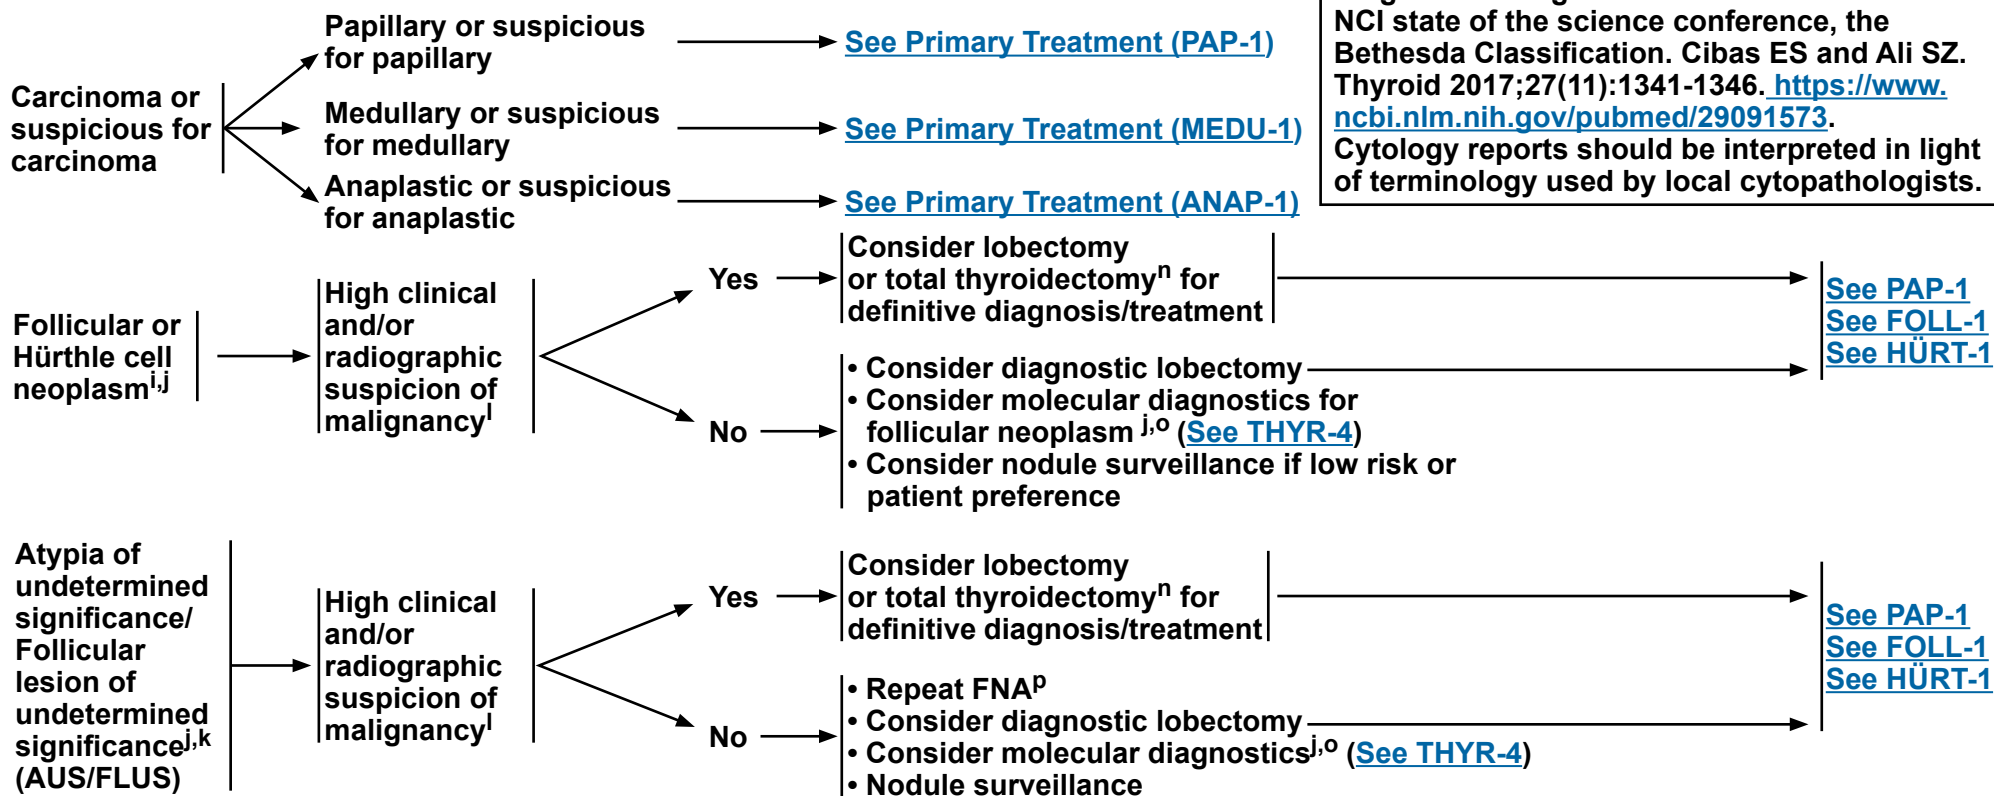 NCI state of the science conference, the
Bethesda Classification. Cibas ES and Ali SZ.
Thyroid 2017;27(11):1341-1346. https://www.
ncbi.nlm.nih.gov/pubmed/29091573.
Cytology reports should be interpreted in light
of terminology used by local cytopathologists.
Carcinoma or
suspicious for
carcinoma
Papillary or suspicious
for papillary
See Primary Treatment (PAP-1)
Medullary or suspicious
for medullary
See Primary Treatment (MEDU-1)
Anaplastic or suspicious
for anaplastic
See Primary Treatment (ANAP-1)
Follicular or
Hürthle cell
neoplasmi,j
High clinical
and/or
radiographic
suspicion of
malignancyl
Yes
Consider lobectomy
or total thyroidectomyn for
definitive diagnosis/treatment
No
• Consider diagnostic lobectomy
• Consider molecular diagnostics for
follicular neoplasm j,o (See THYR-4)
• Consider nodule surveillance if low risk or
patient preference
See PAP-1
See FOLL-1
See HÜRT-1
Atypia of
undetermined
significance/
Follicular
lesion of
undetermined
significancej,k
(AUS/FLUS)
High clinical
and/or
radiographic
suspicion of
malignancyl
Yes
Consider lobectomy
or total thyroidectomyn for
definitive diagnosis/treatment
No
• Repeat FNAp
• Consider diagnostic lobectomy
• Consider molecular diagnosticsj,o (See THYR-4)
• Nodule surveillance
See PAP-1
See FOLL-1
See HÜRT-1